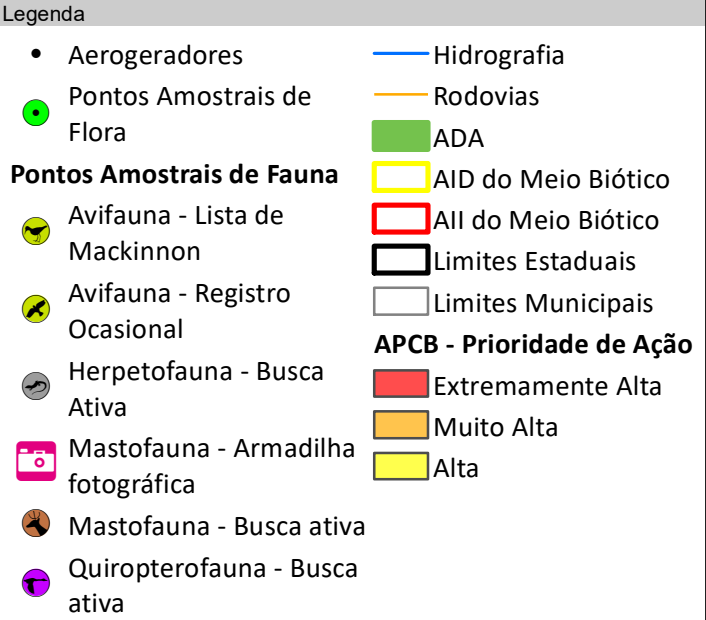 Legenda
Aerogeradores
Pontos Amostrais de
Flora
Pontos Amostrais de Fauna
Avifauna - Lista de
Mackinnon
Avifauna - Registro
Ocasional
Herpetofauna - Busca
Ativa
Mastofauna - Armadilha
fotográfica
Mastofauna - Busca ativa
Quiropterofauna - Busca
ativa
Hidrografia
Rodovias
ADA
AID do Meio Biótico
AII do Meio Biótico
Limites Estaduais
Limites Municipais
APCB - Prioridade de Ação
Extremamente Alta
Muito Alta
Alta